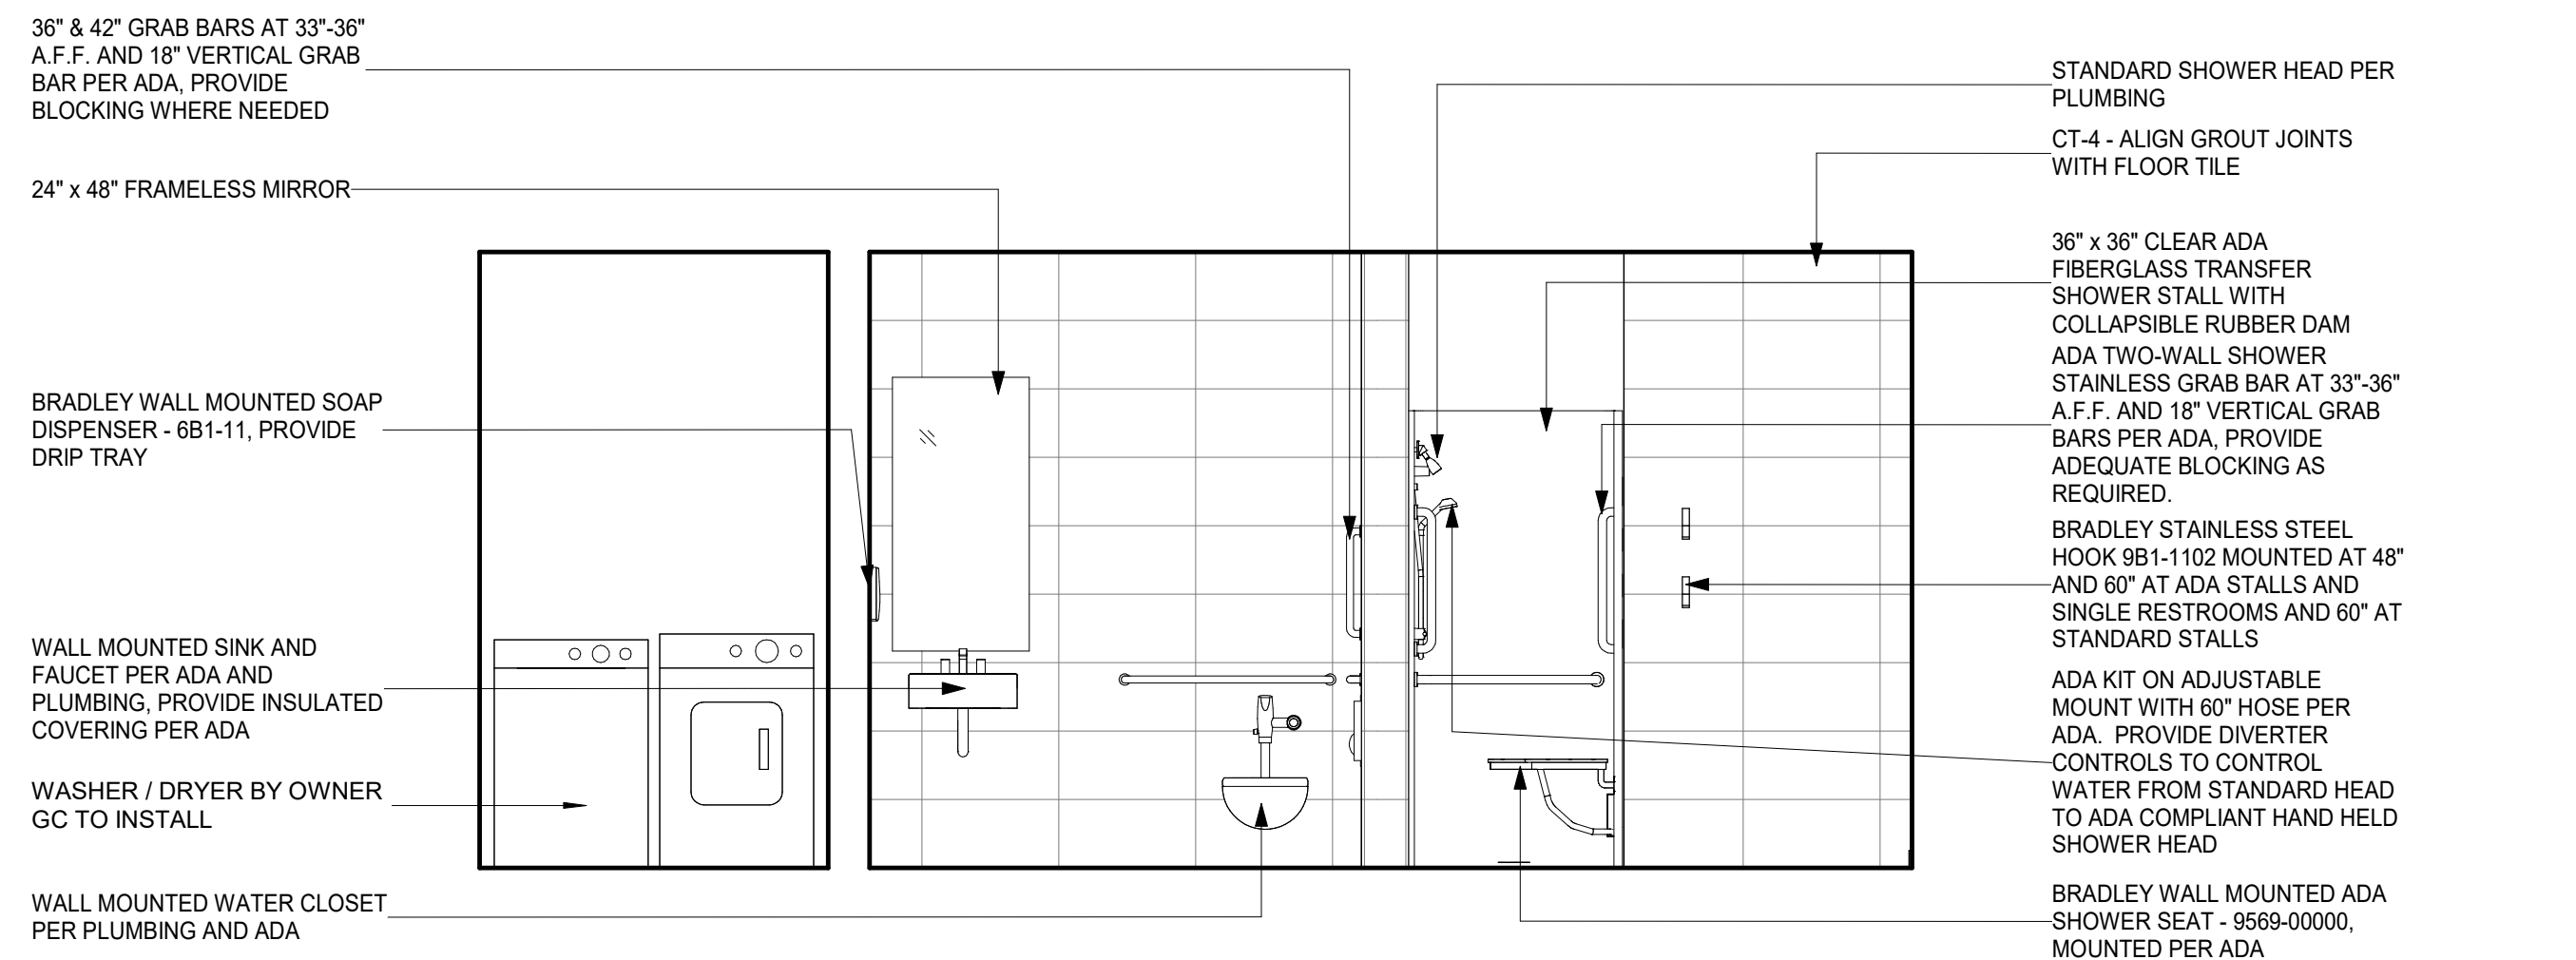 36" & 42" GRAB BARS AT 33"-36"
A.F.F. AND 18" VERTICAL GRAB
BAR PER ADA, PROVIDE
BLOCKING WHERE NEEDED
24" x 48" FRAMELESS MIRROR
BRADLEY WALL MOUNTED SOAP
DISPENSER - 6B1-11, PROVIDE
DRIP TRAY
WALL MOUNTED SINK AND
FAUCET PER ADA AND
PLUMBING, PROVIDE INSULATED
COVERING PER ADA
WASHER / DRYER BY OWNER
GC TO INSTALL
WALL MOUNTED WATER CLOSET
PER PLUMBING AND ADA
STANDARD SHOWER HEAD PER
PLUMBING
CT-4 - ALIGN GROUT JOINTS
WITH FLOOR TILE
36" x 36" CLEAR ADA
FIBERGLASS TRANSFER
SHOWER STALL WITH
COLLAPSIBLE RUBBER DAM
ADA TWO-WALL SHOWER
STAINLESS GRAB BAR AT 33"-36"
A.F.F. AND 18" VERTICAL GRAB
BARS PER ADA, PROVIDE
ADEQUATE BLOCKING AS
REQUIRED.
BRADLEY STAINLESS STEEL
HOOK 9B1-1102 MOUNTED AT 48"
AND 60" AT ADA STALLS AND
SINGLE RESTROOMS AND 60" AT
STANDARD STALLS
ADA KIT ON ADJUSTABLE
MOUNT WITH 60" HOSE PER
ADA. PROVIDE DIVERTER
CONTROLS TO CONTROL
WATER FROM STANDARD HEAD
TO ADA COMPLIANT HAND HELD
SHOWER HEAD
BRADLEY WALL MOUNTED ADA
SHOWER SEAT - 9569-00000,
MOUNTED PER ADA